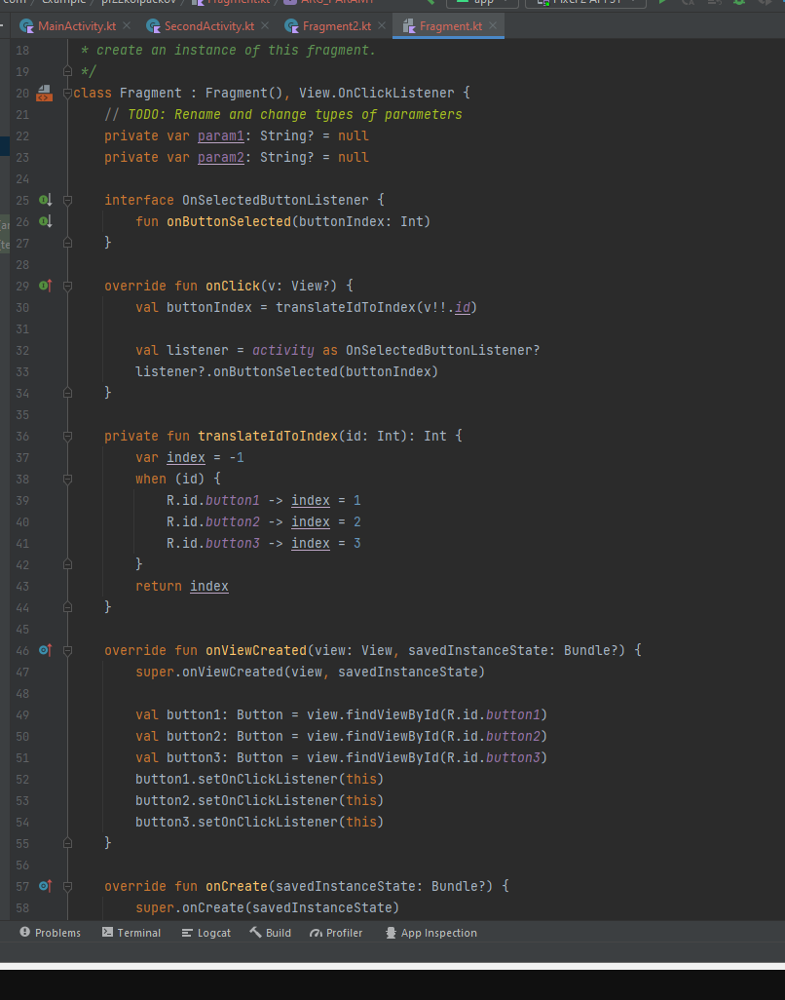 MainActivity.kt SecondActivity.kt Fragment2.kt Fragment.kt
18 * create an instance of this fragment.
19 */
20 class Fragment : Fragment(), View.OnClickListener {
21 // TODO: Rename and change types of parameters
22 private var param1: String? = null
23 private var param2: String? = null
24
25 interface OnSelectedButtonListener {
26 fun onButtonSelected(buttonIndex: Int)
27 }
28
29 override fun onClick(v: View?) {
30 val buttonIndex = translateIdToIndex(v!!.id)
31
32 val listener = activity as OnSelectedButtonListener?
33 listener?.onButtonSelected(buttonIndex)
34 }
35
36 private fun translateIdToIndex(id: Int): Int {
37 var index = -1
38 when (id) {
39 R.id.button1 -> index = 1
40 R.id.button2 -> index = 2
41 R.id.button3 -> index = 3
42 }
43 return index
44 }
45
46 override fun onViewCreated(view: View, savedInstanceState: Bundle?) {
47 super.onViewCreated(view, savedInstanceState)
48
49 val button1: Button = view.findViewById(R.id.button1)
50 val button2: Button = view.findViewById(R.id.button2)
51 val button3: Button = view.findViewById(R.id.button3)
52 button1.setOnClickListener(this)
53 button2.setOnClickListener(this)
54 button3.setOnClickListener(this)
55 }
56
57 override fun onCreate(savedInstanceState: Bundle?) {
58 super.onCreate(savedInstanceState)
Problems Terminal Logcat Build Profiler App Inspection